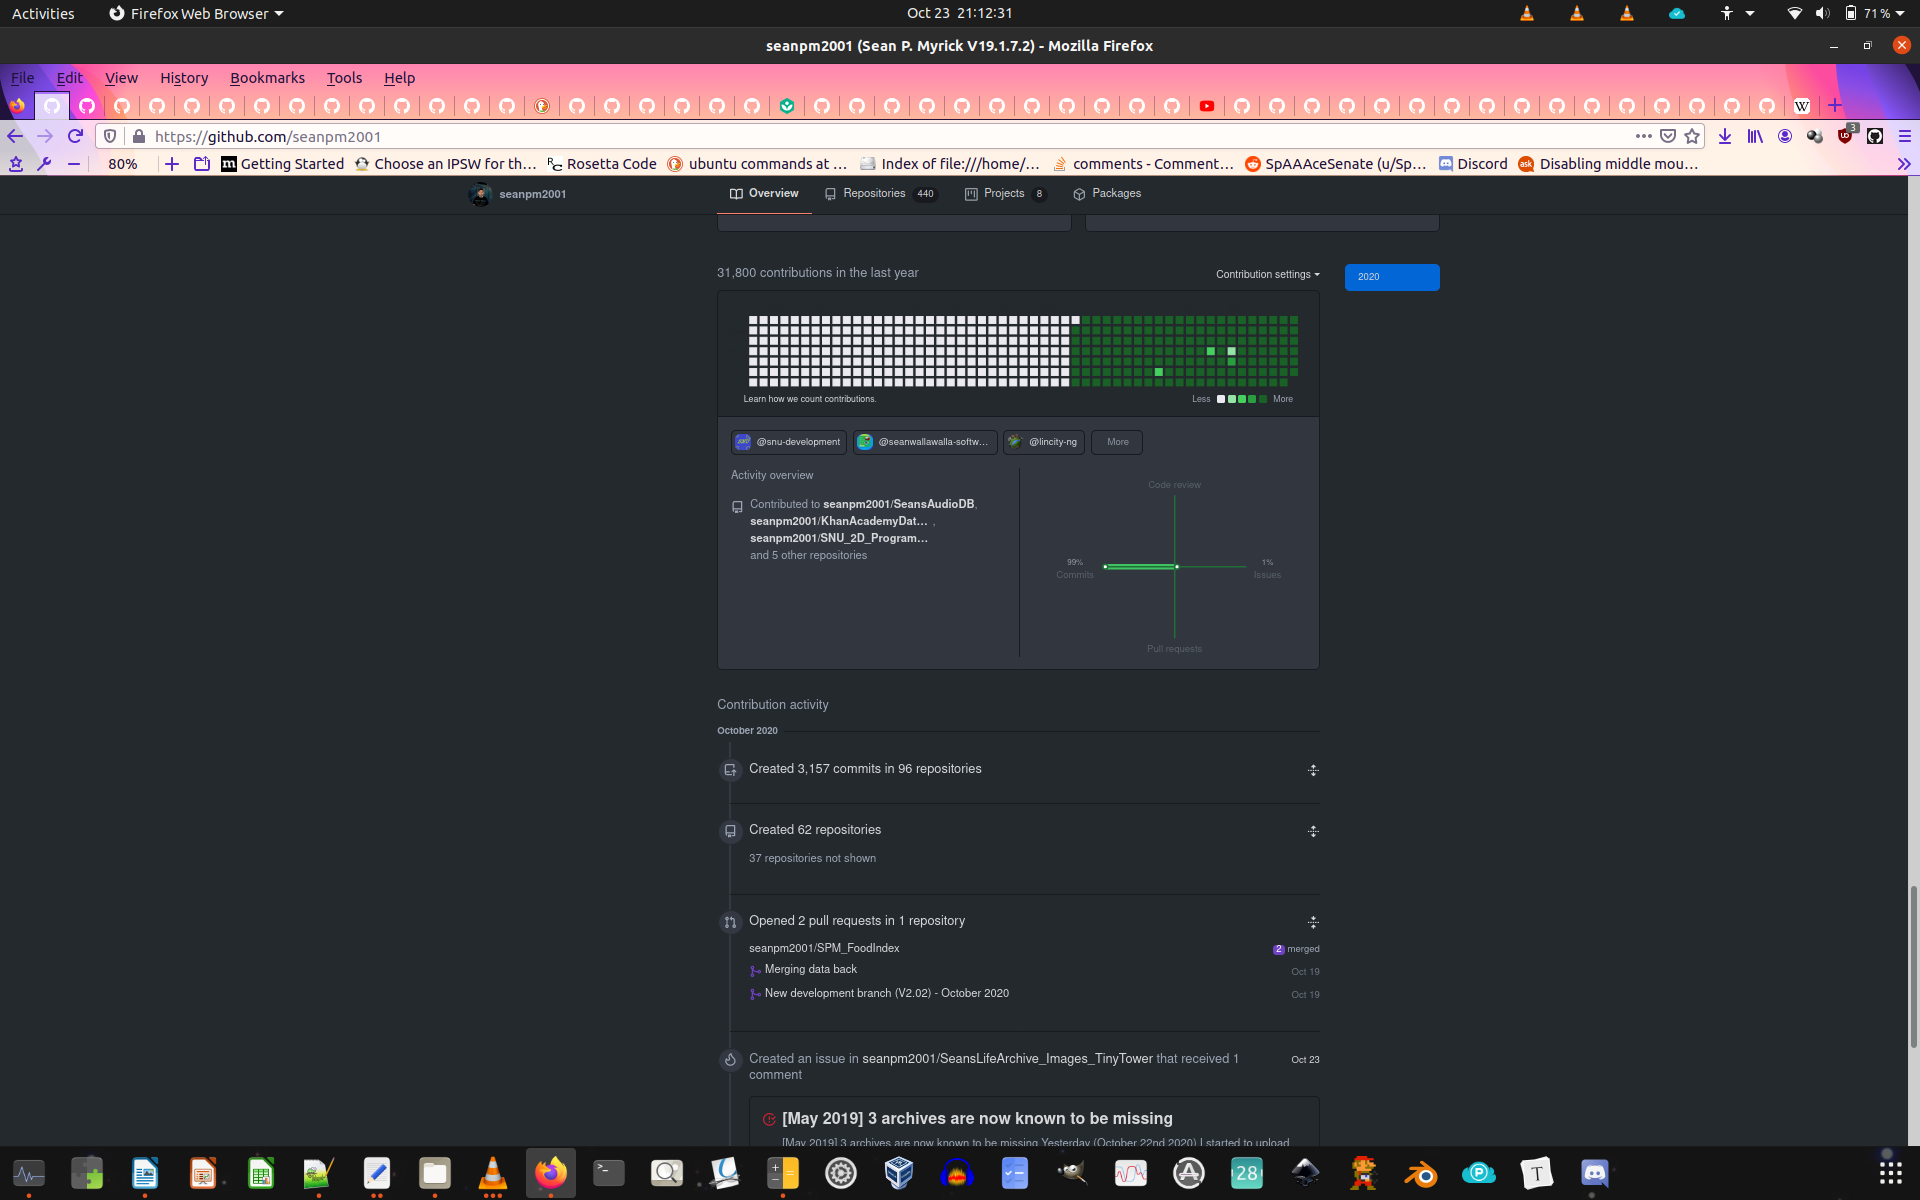 Activities
Firefox Web Browser
Oct 23 21:12:31
71 %
seanpm2001 (Sean P. Myrick V19.1.7.2) - Mozilla Firefox
File Edit View History Bookmarks Tools Help
W
https://github.com/seanpm2001
3
80%
Getting Started
Choose an IPSW for th…
Rosetta Code
ubuntu commands at …
Index of file:///home/…
comments - Comment…
SpAAAceSenate (u/Sp…
Discord
Disabling middle mou…
seanpm2001
Overview
Repositories 440
Projects 8
Packages
31,800 contributions in the last year
Contribution settings
2020
Learn how we count contributions.
Less
More
@snu-development
@seanwallawalla-softw…
@lincity-ng
More
Activity overview
Contributed to seanpm2001/SeansAudioDB,
seanpm2001/KhanAcademyDat… ,
seanpm2001/SNU_2D_Program…
and 5 other repositories
Code review
99%
Commits
1%
Issues
Pull requests
Contribution activity
October 2020
Created 3,157 commits in 96 repositories
Created 62 repositories
37 repositories not shown
Opened 2 pull requests in 1 repository
seanpm2001/SPM_FoodIndex
2 merged
Merging data back
Oct 19
New development branch (V2.02) - October 2020
Oct 19
Created an issue in seanpm2001/SeansLifeArchive_Images_TinyTower that received 1
comment
Oct 23
[May 2019] 3 archives are now known to be missing
[May 2019] 3 archives are now known to be missing Yesterday (October 22nd 2020) I started to upload
28
T